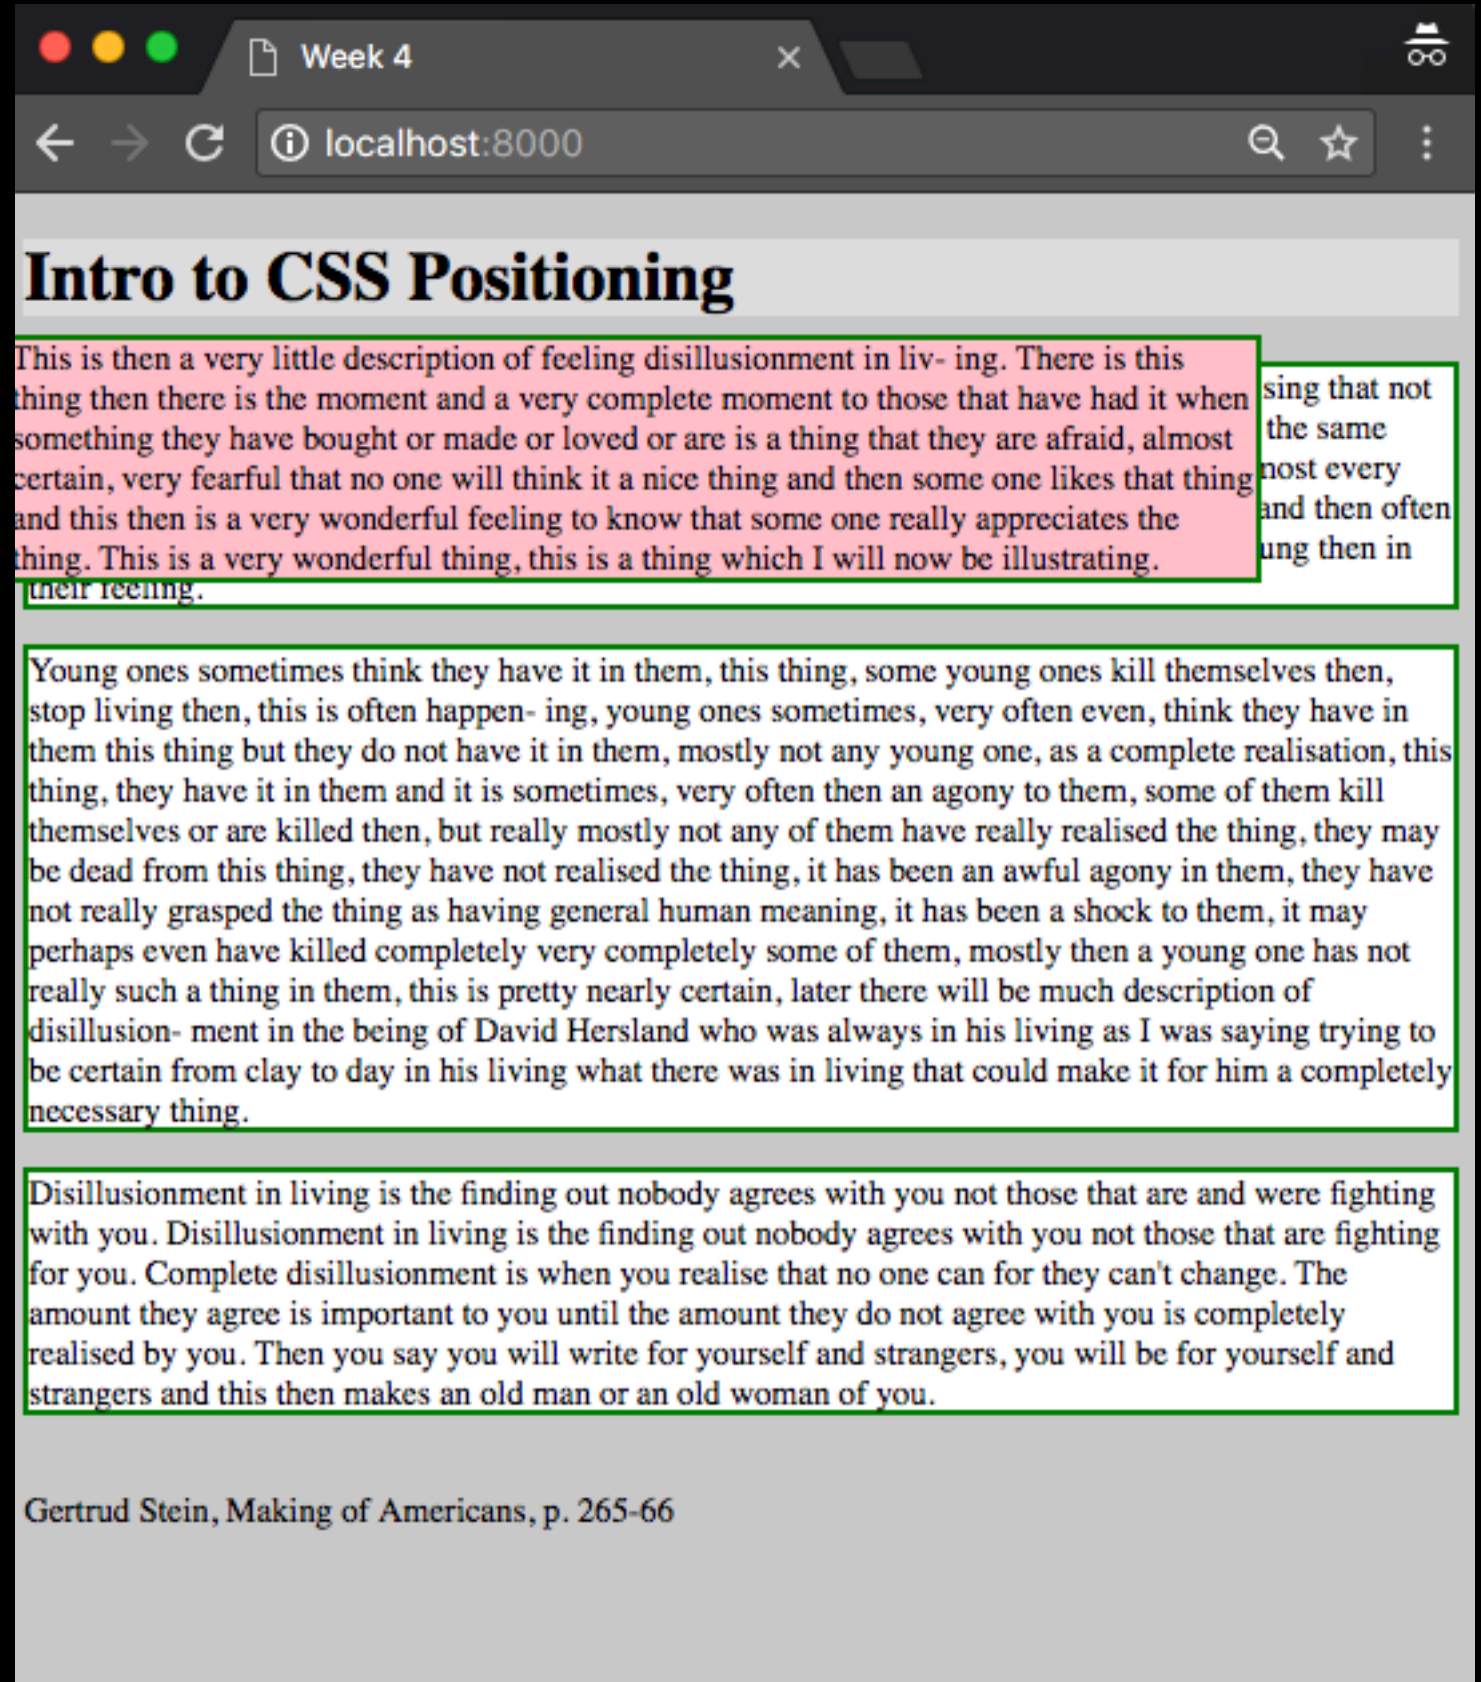 Week 4
localhost:8000
Intro to CSS Positioning
This is then a very little description of feeling disillusionment in liv- ing. There is this
thing then there is the moment and a very complete moment to those that have had it when
something they have bought or made or loved or are is a thing that they are afraid, almost
certain, very fearful that no one will think it a nice thing and then some one likes that thing
and this then is a very wonderful feeling to know that some one really appreciates the
thing. This is a very wonderful thing, this is a thing which I will now be illustrating.
sing that not
the same
most every
and then often
ung then in
their feeling.
Young ones sometimes think they have it in them, this thing, some young ones kill themselves then,
stop living then, this is often happen- ing, young ones sometimes, very often even, think they have in
them this thing but they do not have it in them, mostly not any young one, as a complete realisation, this
thing, they have it in them and it is sometimes, very often then an agony to them, some of them kill
themselves or are killed then, but really mostly not any of them have really realised the thing, they may
be dead from this thing, they have not realised the thing, it has been an awful agony in them, they have
not really grasped the thing as having general human meaning, it has been a shock to them, it may
perhaps even have killed completely very completely some of them, mostly then a young one has not
really such a thing in them, this is pretty nearly certain, later there will be much description of
disillusion- ment in the being of David Hersland who was always in his living as I was saying trying to
be certain from clay to day in his living what there was in living that could make it for him a completely
necessary thing.
Disillusionment in living is the finding out nobody agrees with you not those that are and were fighting
with you. Disillusionment in living is the finding out nobody agrees with you not those that are fighting
for you. Complete disillusionment is when you realise that no one can for they can't change. The
amount they agree is important to you until the amount they do not agree with you is completely
realised by you. Then you say you will write for yourself and strangers, you will be for yourself and
strangers and this then makes an old man or an old woman of you.
Gertrud Stein, Making of Americans, p. 265-66